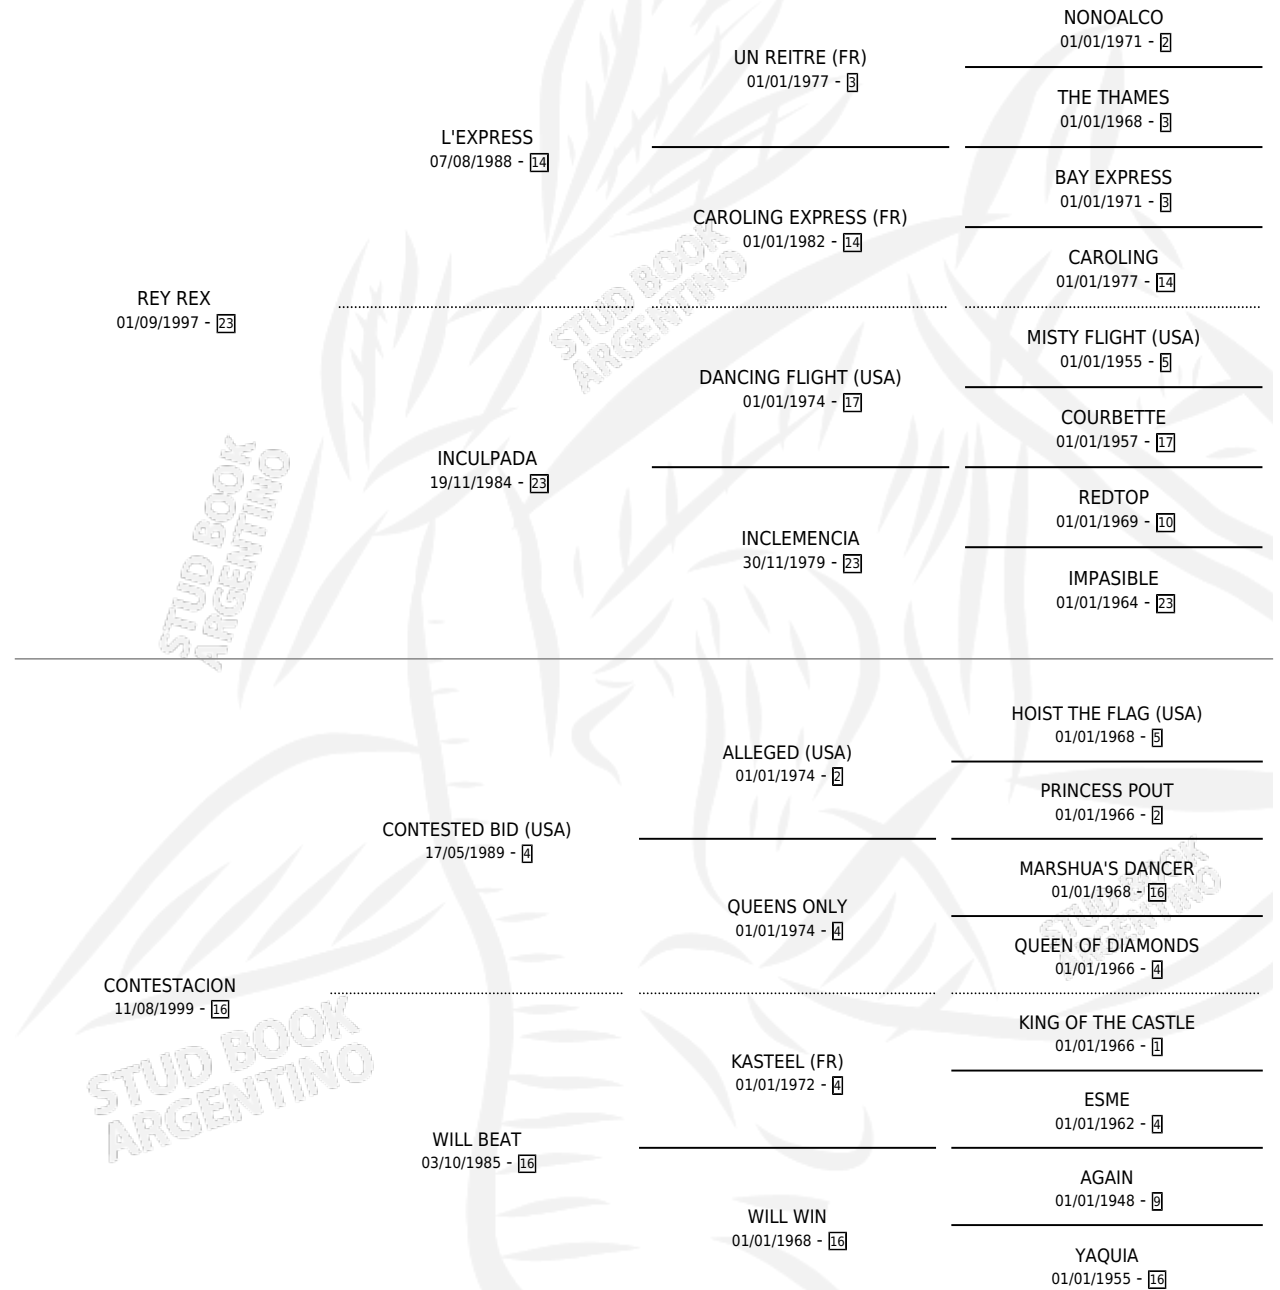 NONOALCO
01/01/1971 - 2
UN REITRE (FR)
01/01/1977 - 3
THE THAMES
01/01/1968 - 3
L'EXPRESS
07/08/1988 - 14
BAY EXPRESS
01/01/1971 - 3
CAROLING EXPRESS (FR)
01/01/1982 - 14
CAROLING
01/01/1977 - 14
REY REX
01/09/1997 - 23
MISTY FLIGHT (USA)
01/01/1955 - 5
DANCING FLIGHT (USA)
01/01/1974 - 17
COURBETTE
01/01/1957 - 17
INCULPADA
19/11/1984 - 23
REDTOP
01/01/1969 - 10
INCLEMENCIA
30/11/1979 - 23
IMPASIBLE
01/01/1964 - 23
HOIST THE FLAG (USA)
01/01/1968 - 5
ALLEGED (USA)
01/01/1974 - 2
PRINCESS POUT
01/01/1966 - 2
CONTESTED BID (USA)
17/05/1989 - 4
MARSHUA'S DANCER
01/01/1968 - 16
QUEENS ONLY
01/01/1974 - 4
QUEEN OF DIAMONDS
01/01/1966 - 4
CONTESTACION
11/08/1999 - 16
KING OF THE CASTLE
01/01/1966 - 1
KASTEEL (FR)
01/01/1972 - 4
ESME
01/01/1962 - 4
WILL BEAT
03/10/1985 - 16
AGAIN
01/01/1948 - 9
WILL WIN
01/01/1968 - 16
YAQUIA
01/01/1955 - 16
STUD BOOK
ARGENTINO
STUD BOOK
ARGENTINO
STUD BOOK
ARGENTINO
STUD BOOK
ARGENTINO